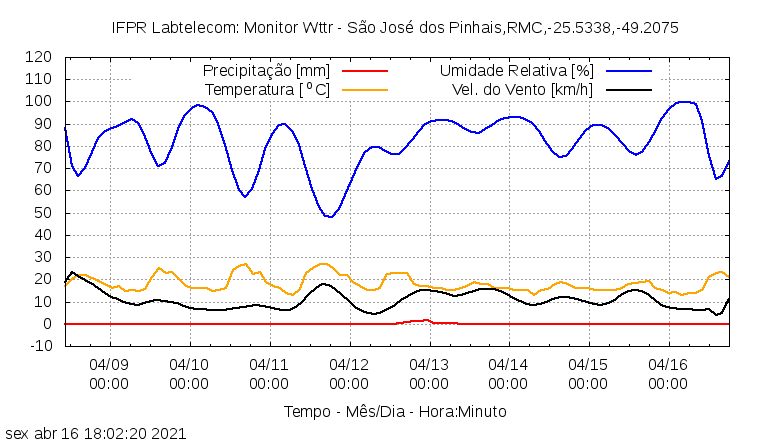 IFPR Labtelecom: Monitor Wttr - São José dos Pinhais,RMC,-25.5338,-49.2075
120
110
100
90
80
70
60
50
40
30
20
10
0
-10
Precipitação [mm]
Temperatura [ ⁰C]
Umidade Relativa [%]
Vel. do Vento [km/h]
04/09 04/10 04/11 04/12 04/13 04/14 04/15 04/16
00:00 00:00 00:00 00:00 00:00 00:00 00:00 00:00
Tempo - Mês/Dia - Hora:Minuto
sex abr 16 18:02:20 2021